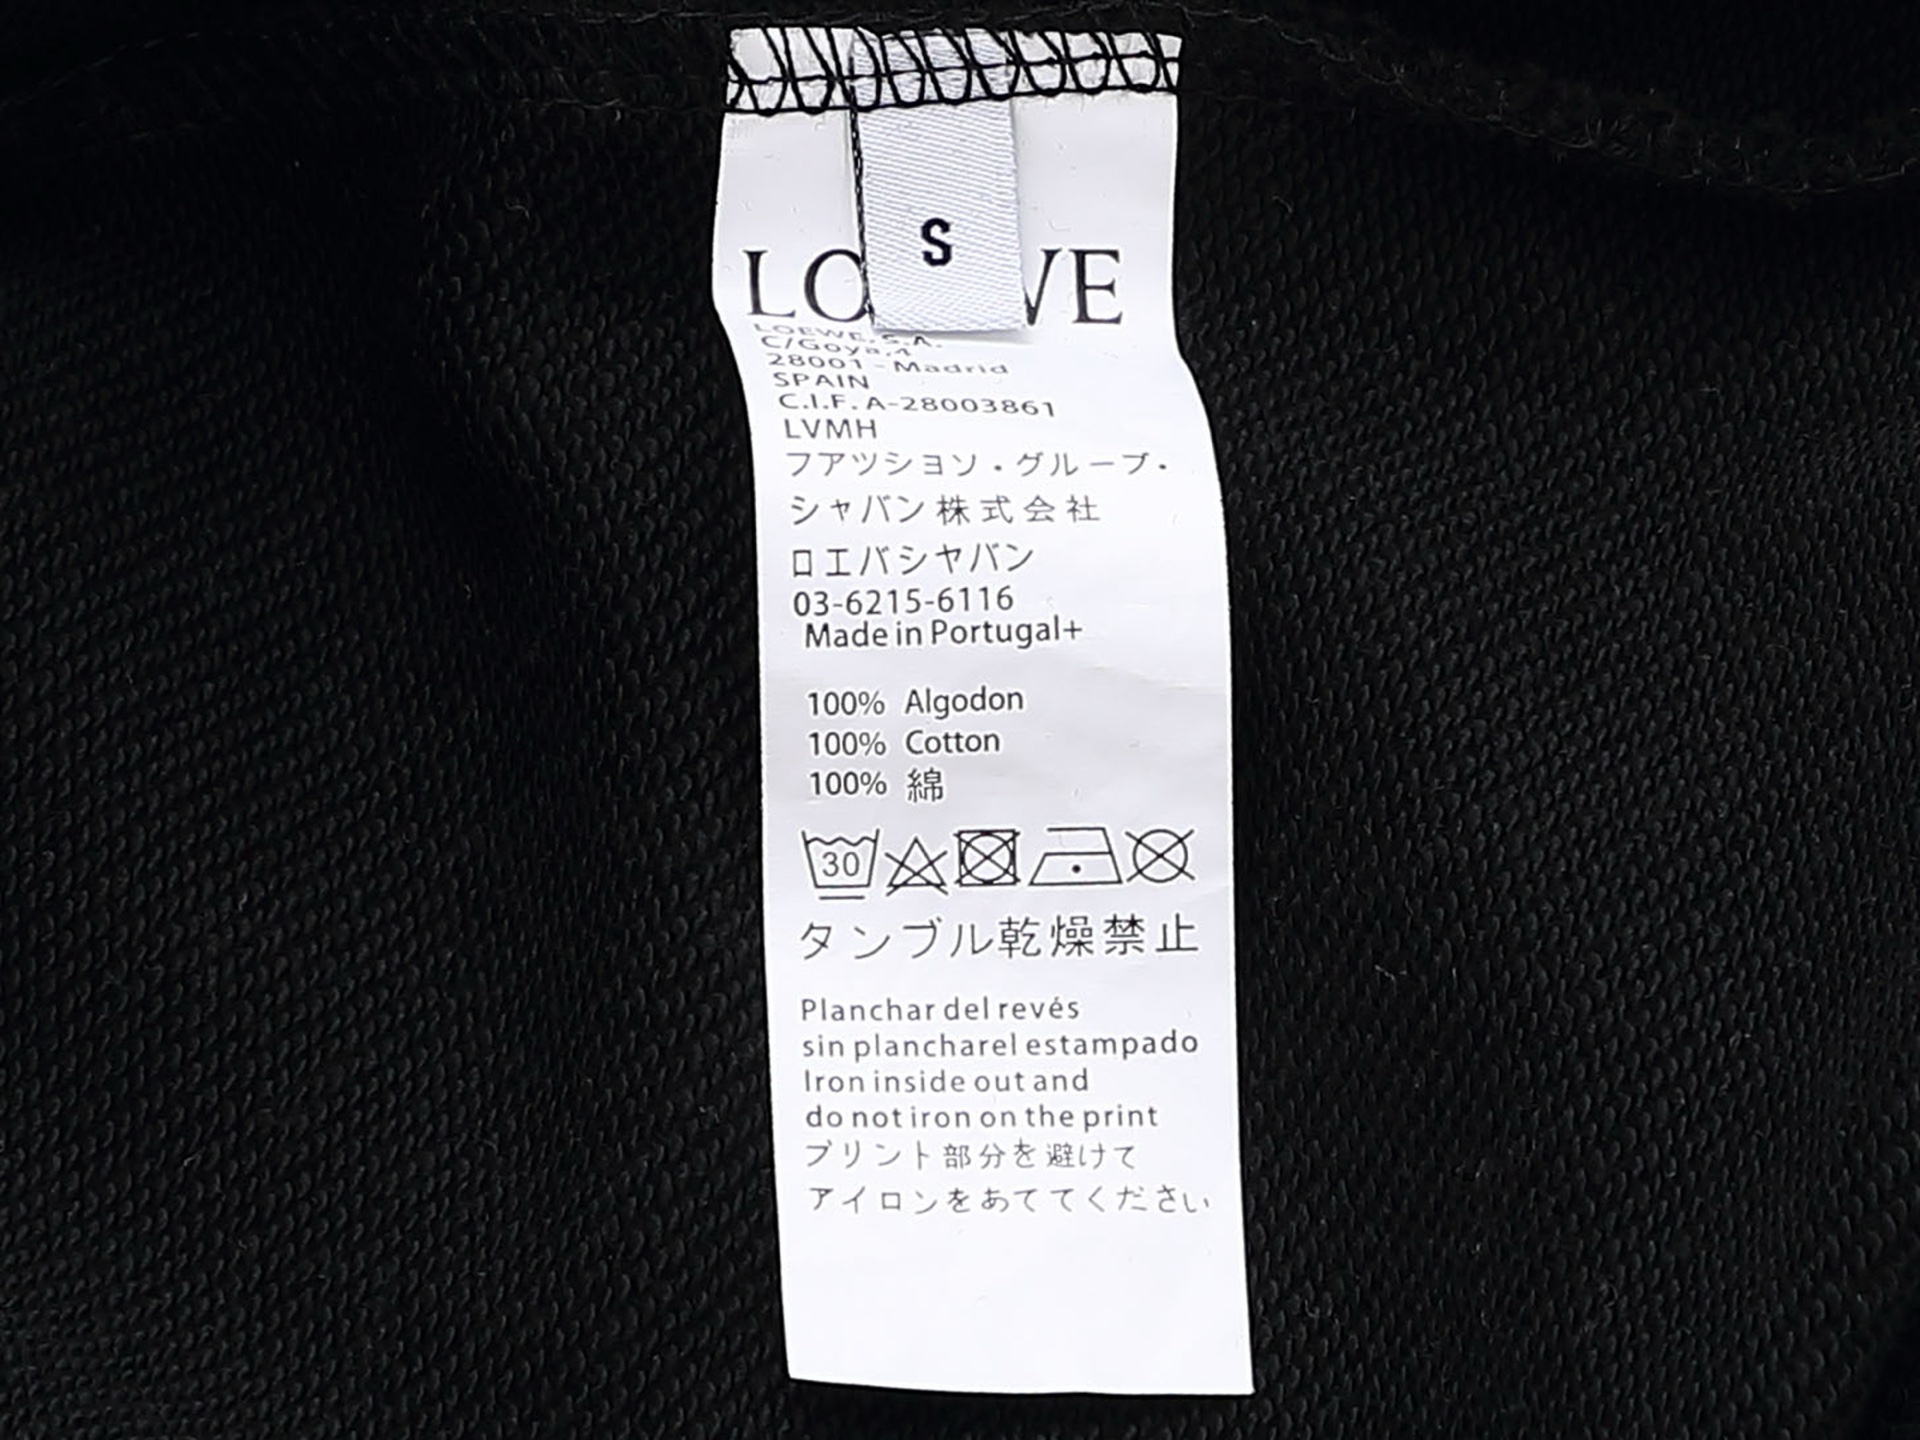 S
LO WE
LOEWE.S.A.
C/Goya,4
28001 - Madrid
SPAIN
C.I.F. A-28003861
LVMH
フアツシヨソ・グループ・
シャバン株式会社
ロエバシヤバン
03-6215-6116
Made in Portugal+
100% Algodon
100% Cotton
100% 綿
30
タンブル乾燥禁止
Planchar del revés
sin plancharel estampado
Iron inside out and
do not iron on the print
プリント部分を避けて
アイロンをあててください